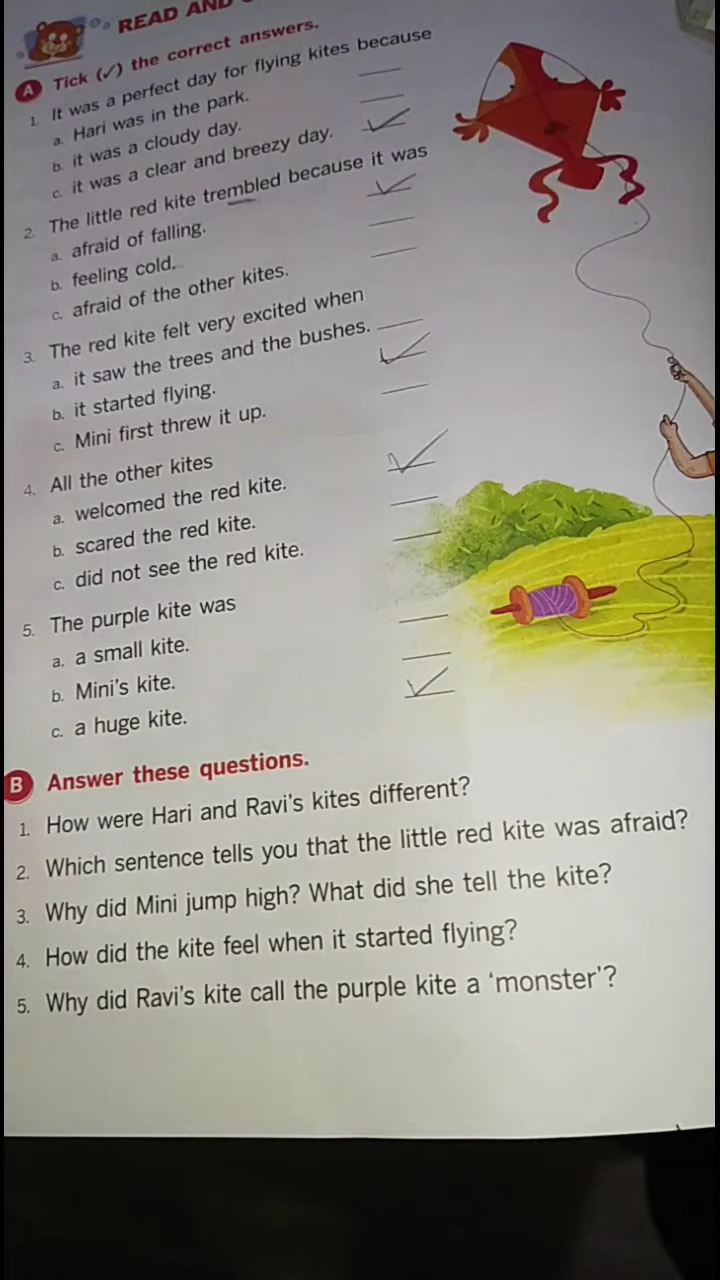 READ AND
A Tick (✓) the correct answers.
1. It was a perfect day for flying kites because
a. Hari was in the park.
b. it was a cloudy day.
c. it was a clear and breezy day. ✓
2. The little red kite trembled because it was
a. afraid of falling. ✓
b. feeling cold.
c. afraid of the other kites.
3. The red kite felt very excited when
a. it saw the trees and the bushes.
b. it started flying. ✓
c. Mini first threw it up.
4. All the other kites
a. welcomed the red kite. ✓
b. scared the red kite.
c. did not see the red kite.
5. The purple kite was
a. a small kite.
b. Mini's kite.
c. a huge kite. ✓
B Answer these questions.
1. How were Hari and Ravi's kites different?
2. Which sentence tells you that the little red kite was afraid?
3. Why did Mini jump high? What did she tell the kite?
4. How did the kite feel when it started flying?
5. Why did Ravi's kite call the purple kite a 'monster'?